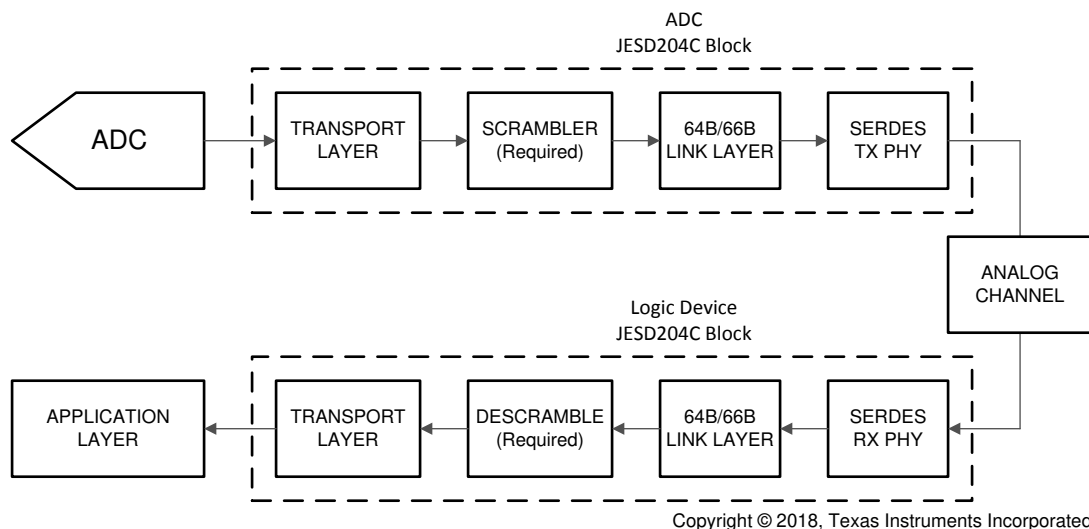 ADC
JESD204C Block
ADC
TRANSPORT
LAYER
SCRAMBLER
(Required)
64B/66B
LINK LAYER
SERDES
TX PHY
ANALOG
CHANNEL
Logic Device
JESD204C Block
APPLICATION
LAYER
TRANSPORT
LAYER
DESCRAMBLE
(Required)
64B/66B
LINK LAYER
SERDES
RX PHY
Copyright © 2018, Texas Instruments Incorporated